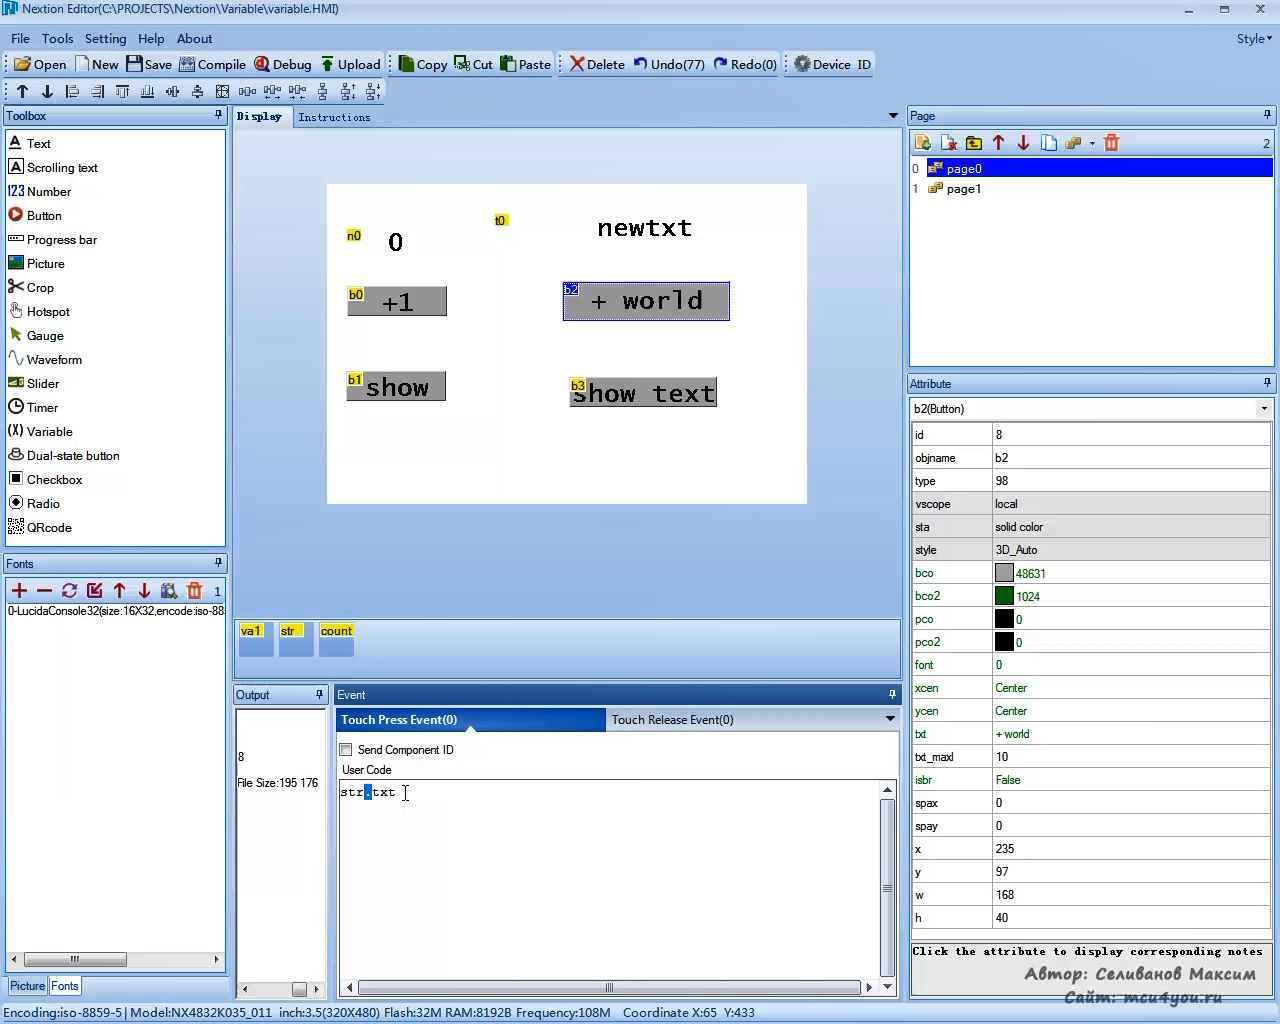 Nextion Editor(C:\PROJECTS\Nextion\Variable\variable.HMI)
File Tools Setting Help About Style
Open New Save Compile Debug Upload Copy Cut Paste Delete Undo(77) Redo(0) Device ID
Toolbox
Text
Scrolling text
123 Number
Button
Progress bar
Picture
Crop
Hotspot
Gauge
Waveform
Slider
Timer
(X) Variable
Dual-state button
Checkbox
Radio
QRcode
Fonts
1
0-LucidaConsole32(size:16X32,encode:iso-88
Picture Fonts
Display Instructions
n0 0
t0 newtxt
b0 +1
b2 + world
b1 show
b3 show text
va1 str count
Output
8
File Size:195 176
Event
Touch Press Event(0) Touch Release Event(0)
Send Component ID
User Code
str.txt
Page
2
0 page0
1 page1
Attribute
b2(Button)
id 8
objname b2
type 98
vscope local
sta solid color
style 3D_Auto
bco 48631
bco2 1024
pco 0
pco2 0
font 0
xcen Center
ycen Center
txt + world
txt_maxl 10
isbr False
spax 0
spay 0
x 235
y 97
w 168
h 40
Click the attribute to display corresponding notes
Автор: Селиванов Максим
Сайт: mcu4you.ru
Encoding:iso-8859-5 Model:NX4832K035_011 inch:3.5(320X480) Flash:32M RAM:8192B Frequency:108M Coordinate X:65 Y:433